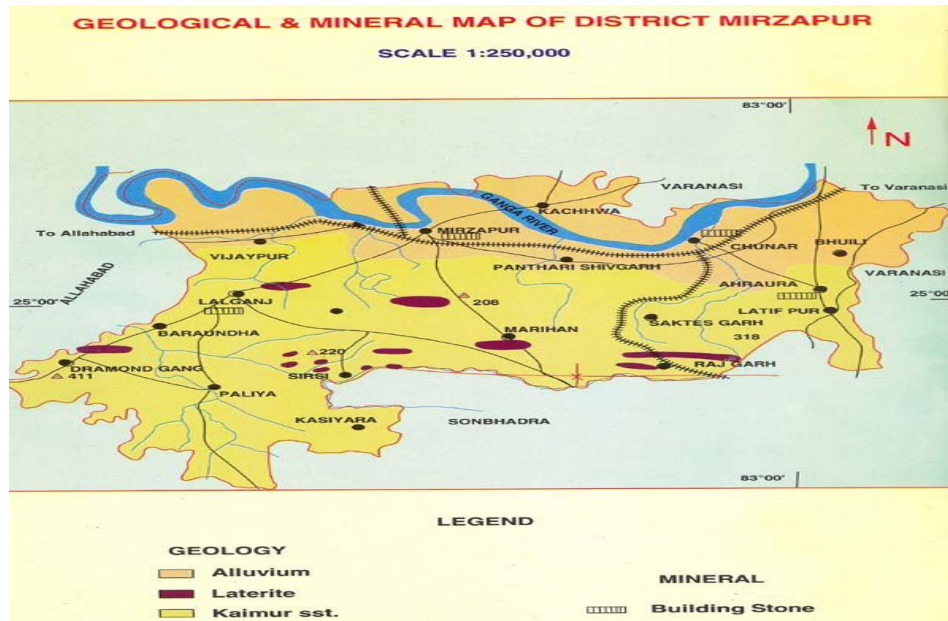 GEOLOGICAL & MINERAL MAP OF DISTRICT MIRZAPUR
SCALE 1:250,000
83°00'
N
VARANASI
To Varanasi
KACHHWA
GANGA RIVER
To Allahabad
MIRZAPUR
CHUNAR
BHUILI
VIJAYPUR
PANTHARI SHIVGARH
VARANASI
ALLAHABAD
AHRAURA
25°00'
LALGANJ
208
25°00'
LATIF PUR
BARAUNDHA
MARIHAN
SAKTES GARH
318
220
DRAMOND GANG
411
SIRSI
RAJ GARH
PALIYA
KASIYARA
SONBHADRA
83°00'
LEGEND
GEOLOGY
Alluvium
Laterite
Kaimur sst.
MINERAL
Building Stone